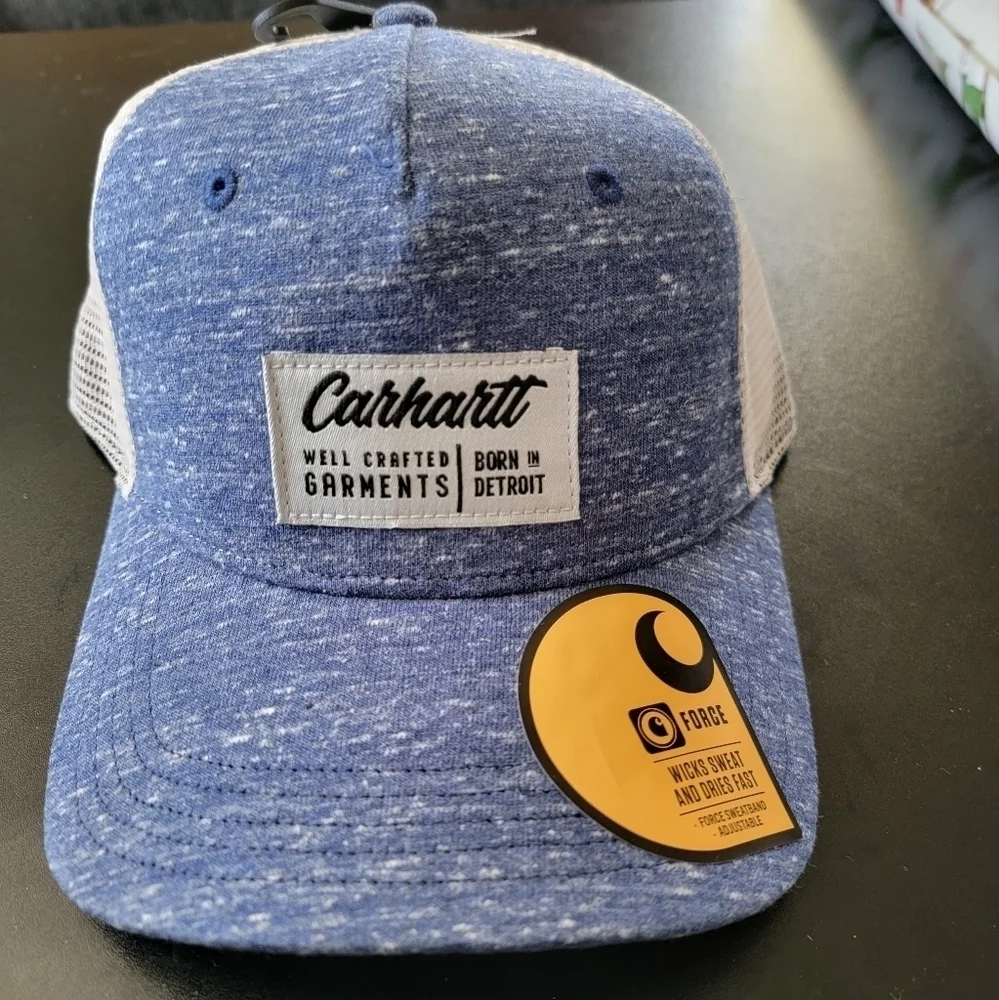 Carhartt
WELL CRAFTED
GARMENTS
BORN IN
DETROIT
FORCE
WICKS SWEAT
AND DRIES FAST
- FORCE SWEATBAND
- ADJUSTABLE